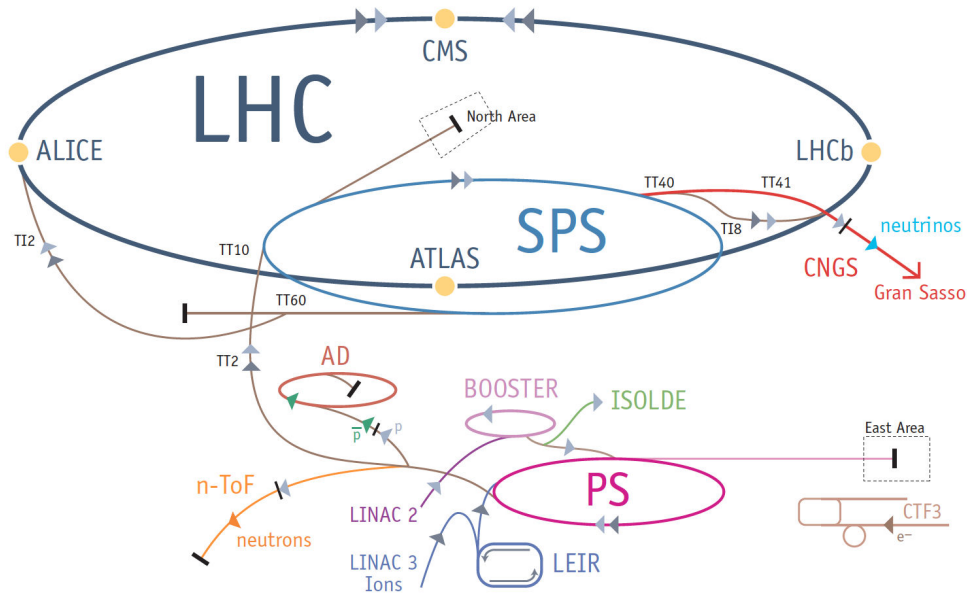 CMS
LHC
North Area
ALICE
LHCb
TT40
TT41
SPS
TI8
neutrinos
TI2
TT10
ATLAS
CNGS
Gran Sasso
TT60
TT2
AD
BOOSTER
ISOLDE
p
p̅
East Area
n-ToF
PS
LINAC 2
CTF3
neutrons
e⁻
LINAC 3
Ions
LEIR